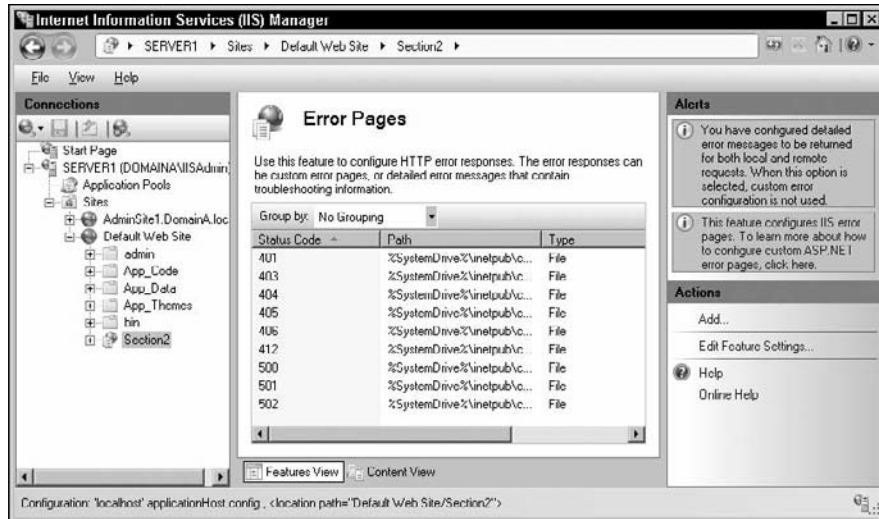 Internet Information Services (IIS) Manager
SERVER1 Sites Default Web Site Section2
File View Help
Connections
Start Page
SERVER1 (DOMAINA\IISAdmin)
Application Pools
Sites
AdminSite1.DomainA.loc
Default Web Site
admin
App_Code
App_Data
App_Themes
bin
Section2
Error Pages
Use this feature to configure HTTP error responses. The error responses can
be custom error pages, or detailed error messages that contain
troubleshooting information.
Group by: No Grouping
Status Code Path Type
401 %SystemDrive%\inetpub\c... File
403 %SystemDrive%\inetpub\c... File
404 %SystemDrive%\inetpub\c... File
405 %SystemDrive%\inetpub\c... File
406 %SystemDrive%\inetpub\c... File
412 %SystemDrive%\inetpub\c... File
500 %SystemDrive%\inetpub\c... File
501 %SystemDrive%\inetpub\c... File
502 %SystemDrive%\inetpub\c... File
Features View Content View
Alerts
You have configured detailed
error messages to be returned
for both local and remote
requests. When this option is
selected, custom error
configuration is not used.
This feature configures IIS error
pages. To learn more about how
to configure custom ASP.NET
error pages, click here.
Actions
Add...
Edit Feature Settings...
Help
Online Help
Configuration: 'localhost' applicationHost.config , <location path="Default Web Site/Section2">